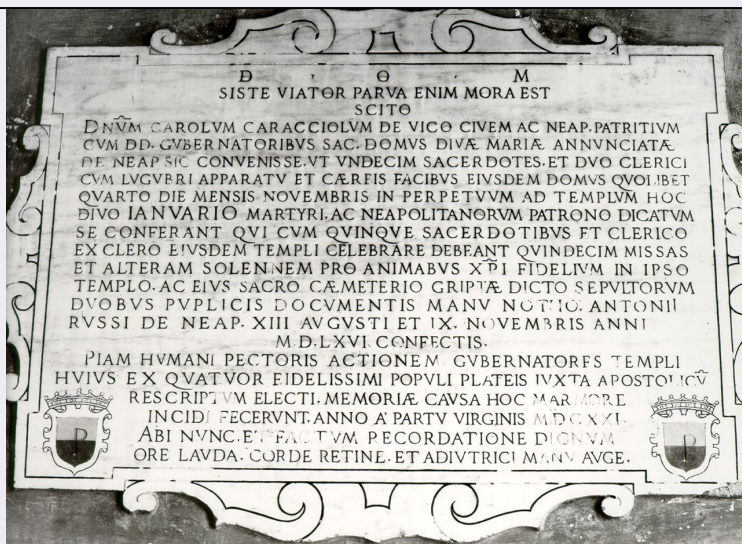 D . O . M
SISTE VIATOR PARVA ENIM MORA EST
SCITO
DNVM CAROLVM CARACCIOLVM DE VICO CIVEM AC NEAP. PATRITIVM
CVM DD. GVBERNATORIBVS SAC. DOMVS DIVÆ MARIÆ ANNVNCIATÆ
DE NEAP SIC CONVENISSE. VT VNDECIM SACERDOTES. ET DVO CLERICI
CVM LVGVBRI APPARATV ET CÆREIS FACIBVS EIVSDEM DOMVS QVOLIBET
QVARTO DIE MENSIS NOVEMBRIS IN PERPETVVM AD TEMPLVM HOC
DIVO IANVARIO MARTYRI. AC NEAPOLITANORVM PATRONO DICATVM
SE CONFERANT QVI CVM QVINQVE SACERDOTIBVS ET CLERICO
EX CLERO EIVSDEM TEMPLI CELEBRARE DEBEANT QVINDECIM MISSAS
ET ALTERAM SOLENNEM PRO ANIMABVS XPI FIDELIVM IN IPSO
TEMPLO. AC EIVS SACRO CÆMETERIO GRIPTÆ DICTO SEPVLTORVM
DVOBVS PVPLICIS DOCVMENTIS MANV NOTIIO. ANTONII
RVSSI DE NEAP. XIII AVGVSTI ET IX. NOVEMBRIS ANNI
M.D.LXVI. CONFECTIS.
PIAM HVMANI PECTORIS ACTIONEM GVBERNATORES TEMPLI
HVIVS EX QVATVOR FIDELISSIMI POPVLI PLATEIS IVXTA APOSTOLICV̅
RESCRIPTVM ELECTI. MEMORIÆ CAVSA HOC MARMORE
INCIDI FECERVNT. ANNO A' PARTV VIRGINIS M.D.C.XXI.
P P
ABI NVNC. ET FACTVM RECORDATIONE DIGNVM
ORE LAVDA. CORDE RETINE. ET ADIVTRICI MANV AVGE.